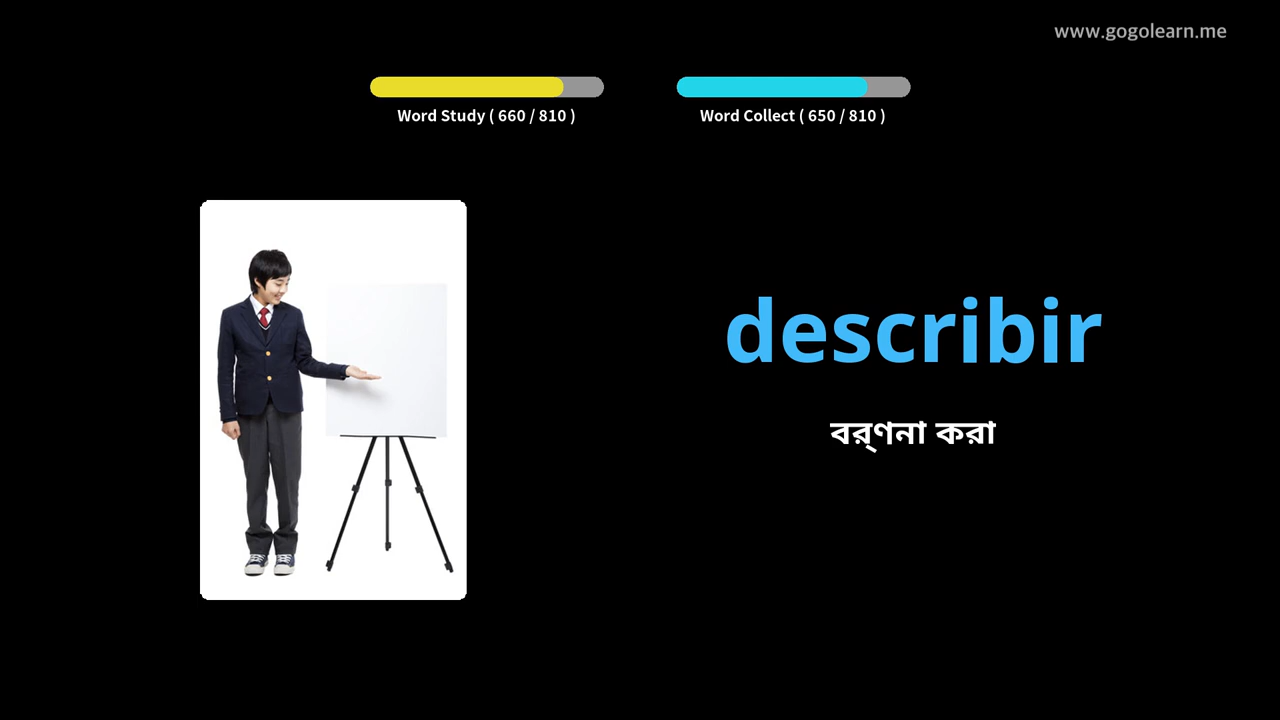 www.gogolearn.me
Word Study ( 660 / 810 )
Word Collect ( 650 / 810 )
describir
বর্ণনা করা